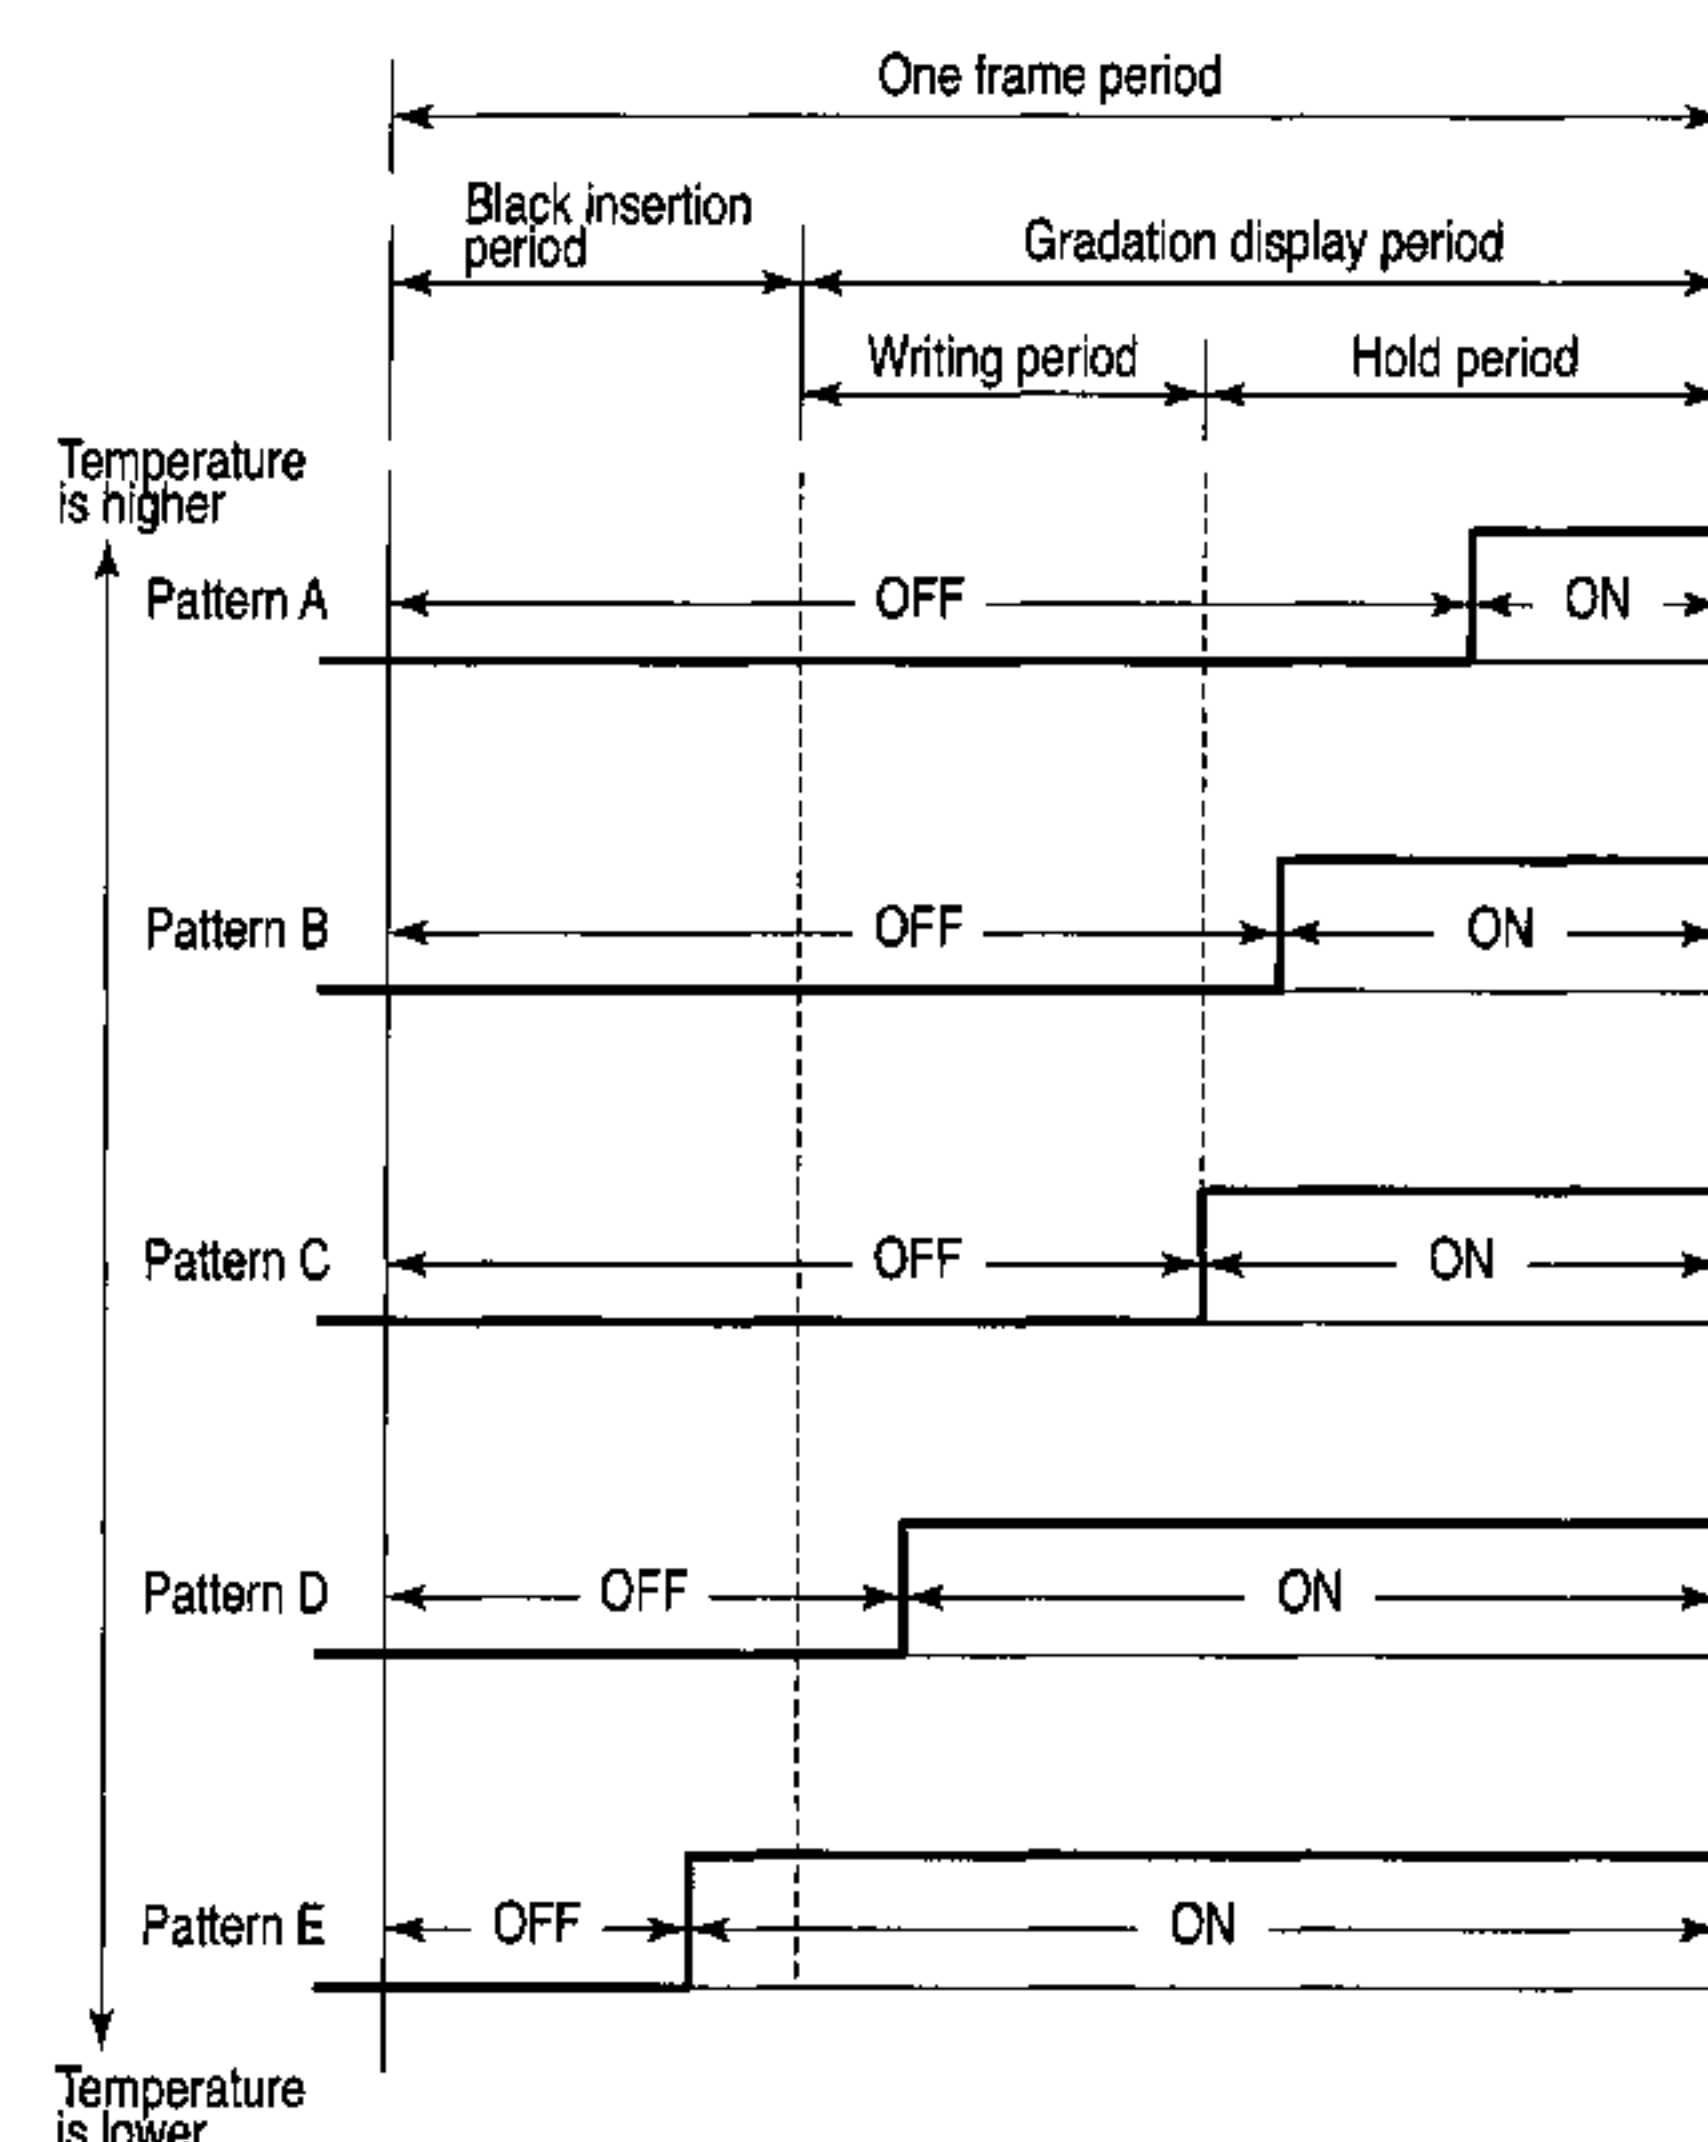 One frame period
Black insertion
period
Gradation display period
Writing period
Hold period
Temperature
is higher
Pattern A
OFF
ON
Pattern B
OFF
ON
Pattern C
OFF
ON
Pattern D
OFF
ON
Pattern E
OFF
ON
Temperature
is lower